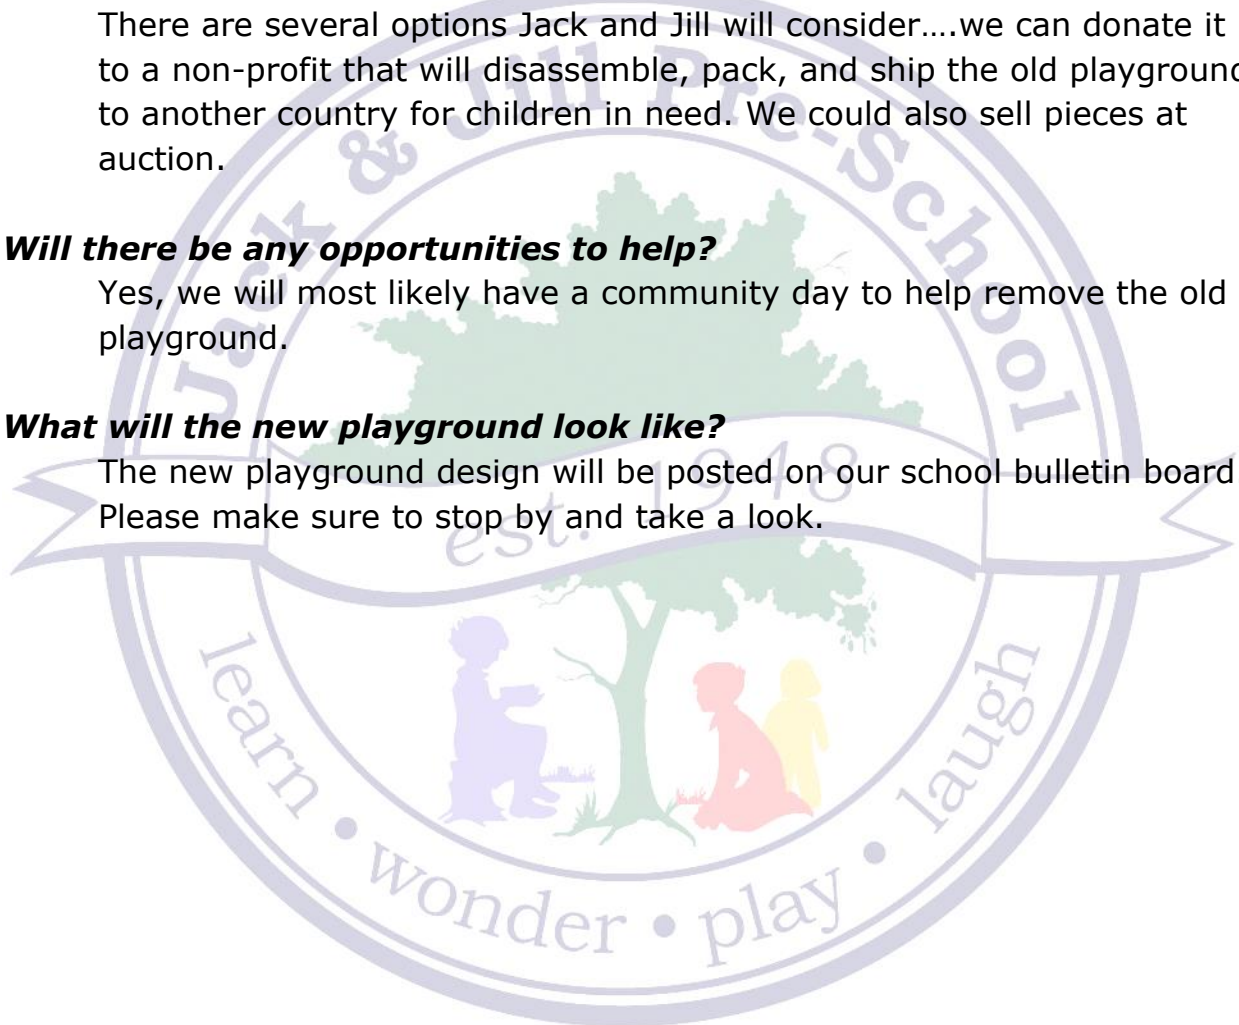 There are several options Jack and Jill will consider….we can donate it
to a non-profit that will disassemble, pack, and ship the old playground
to another country for children in need. We could also sell pieces at
auction.
Will there be any opportunities to help?
Yes, we will most likely have a community day to help remove the old
playground.
What will the new playground look like?
The new playground design will be posted on our school bulletin board
Please make sure to stop by and take a look.
Jack & Jill Pre-School
est. 1948
learn • wonder • play • laugh